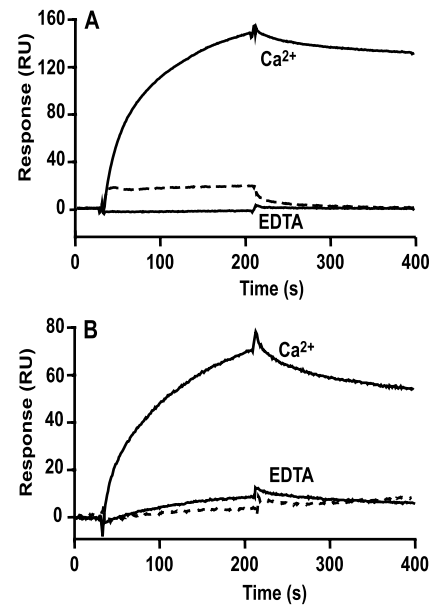 A
160
120
80
40
0
Response (RU)
Ca2+
EDTA
0 100 200 300 400
Time (s)
B
80
60
40
20
0
Response (RU)
Ca2+
EDTA
0 100 200 300 400
Time (s)